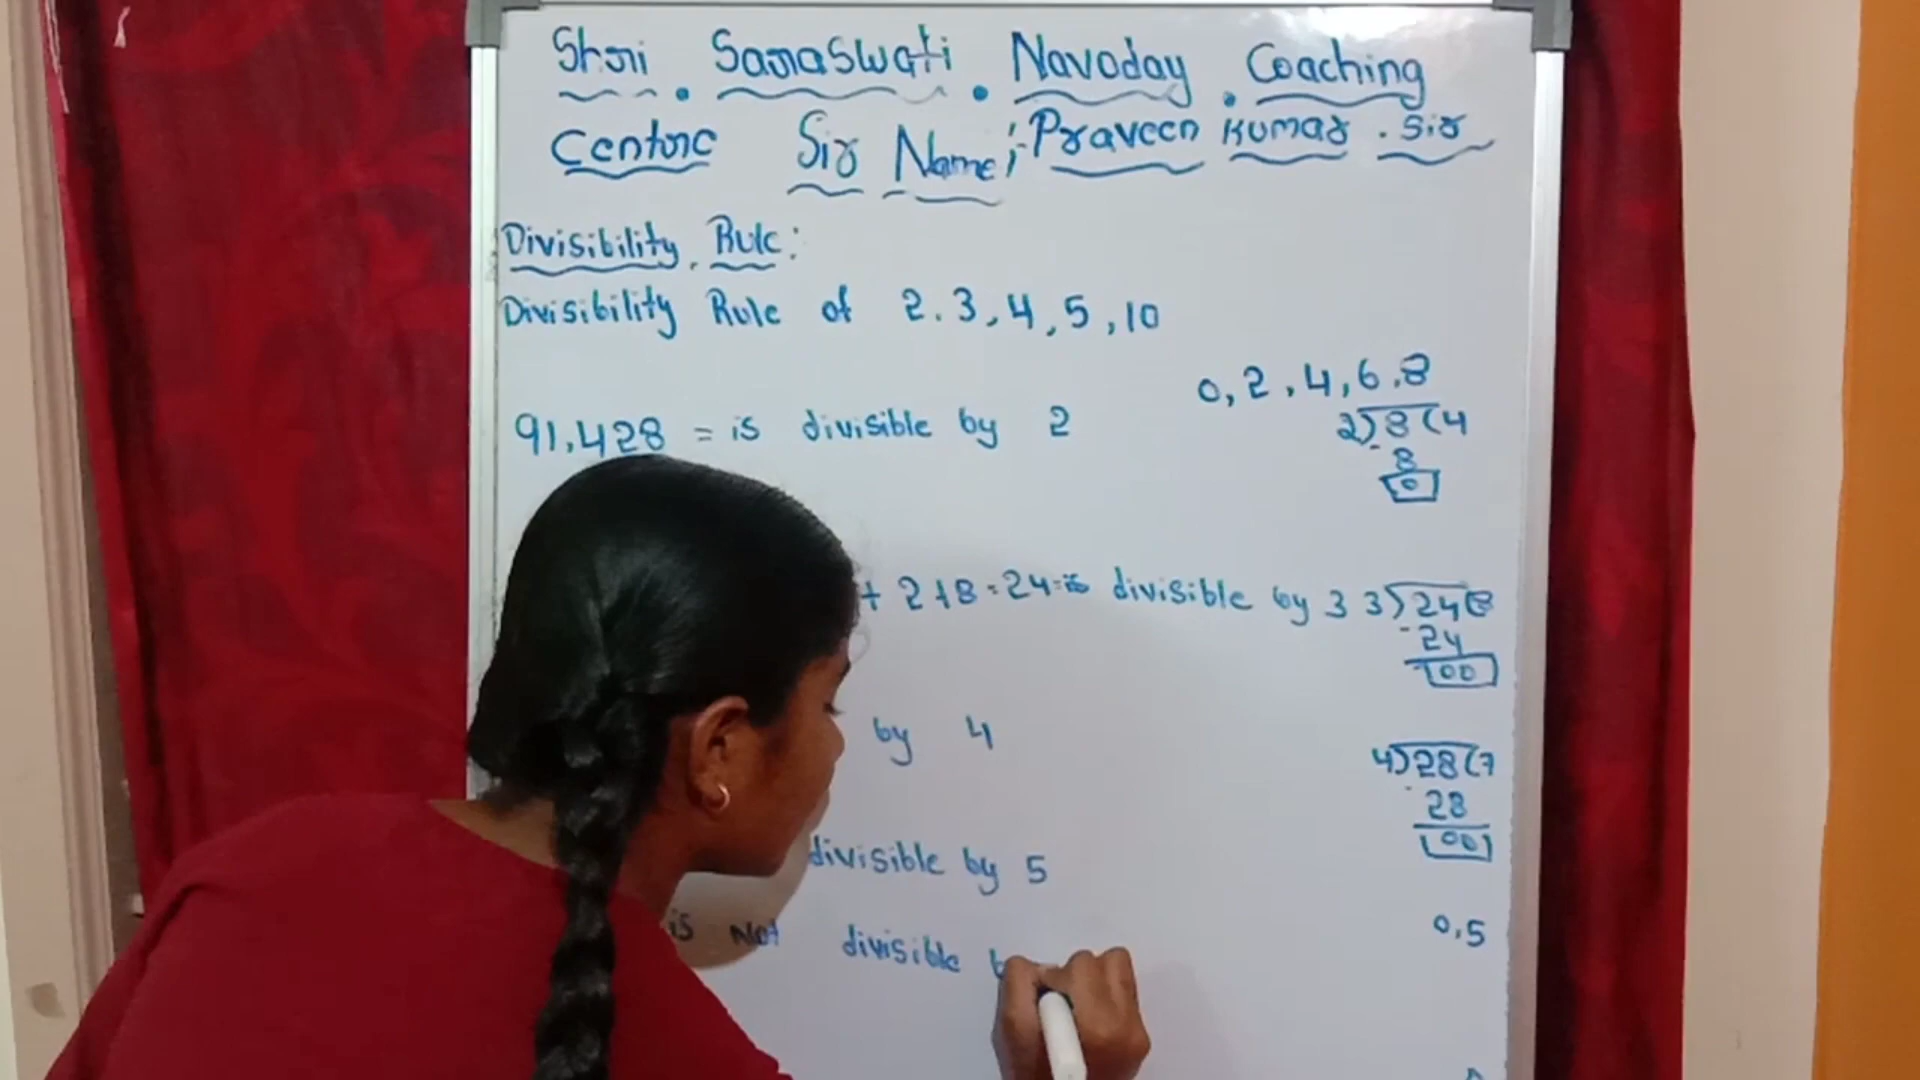 Shri . Saraswati . Navoday . Coaching
Centre Sir Name; Praveen Kumar . Sir
Divisibility . Rule:
Divisibility Rule of 2.3,4,5,10
0,2,4,6,8
91,428 = is divisible by 2
2)8(4
8
0
+ 2+8=24=is divisible by 3 3)24(8
24
00
by 4 4)28(7
28
00
divisible by 5
is Not divisible b
0,5